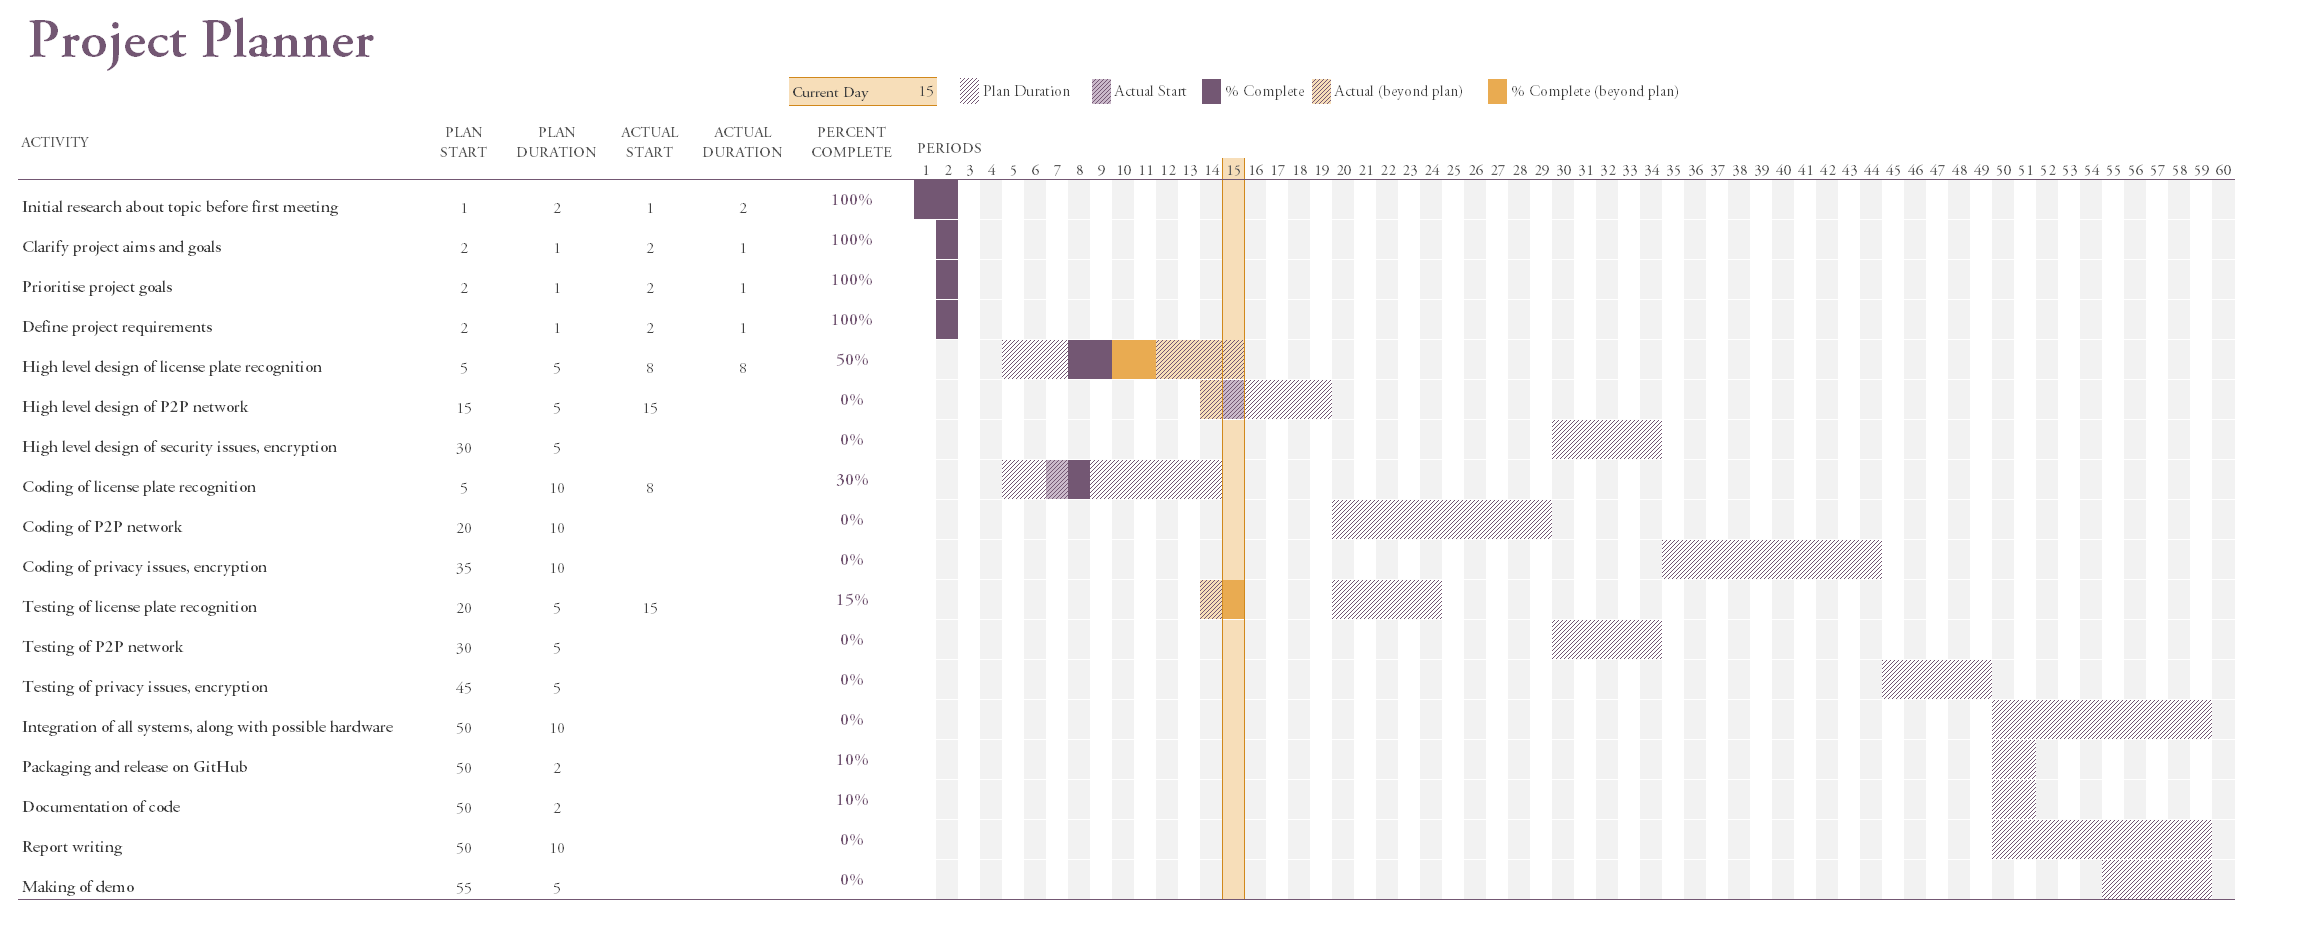 Project Planner
Current Day 15 Plan Duration Actual Start % Complete Actual (beyond plan) % Complete (beyond plan)
ACTIVITY PLAN START PLAN DURATION ACTUAL START ACTUAL DURATION PERCENT COMPLETE PERIODS
1 2 3 4 5 6 7 8 9 10 11 12 13 14 15 16 17 18 19 20 21 22 23 24 25 26 27 28 29 30 31 32 33 34 35 36 37 38 39 40 41 42 43 44 45 46 47 48 49 50 51 52 53 54 55 56 57 58 59 60
Initial research about topic before first meeting 1 2 1 2 100%
Clarify project aims and goals 2 1 2 1 100%
Prioritise project goals 2 1 2 1 100%
Define project requirements 2 1 2 1 100%
High level design of license plate recognition 5 5 8 8 50%
High level design of P2P network 15 5 15 0%
High level design of security issues, encryption 30 5 0%
Coding of license plate recognition 5 10 8 30%
Coding of P2P network 20 10 0%
Coding of privacy issues, encryption 35 10 0%
Testing of license plate recognition 20 5 15 15%
Testing of P2P network 30 5 0%
Testing of privacy issues, encryption 45 5 0%
Integration of all systems, along with possible hardware 50 10 0%
Packaging and release on GitHub 50 2 10%
Documentation of code 50 2 10%
Report writing 50 10 0%
Making of demo 55 5 0%